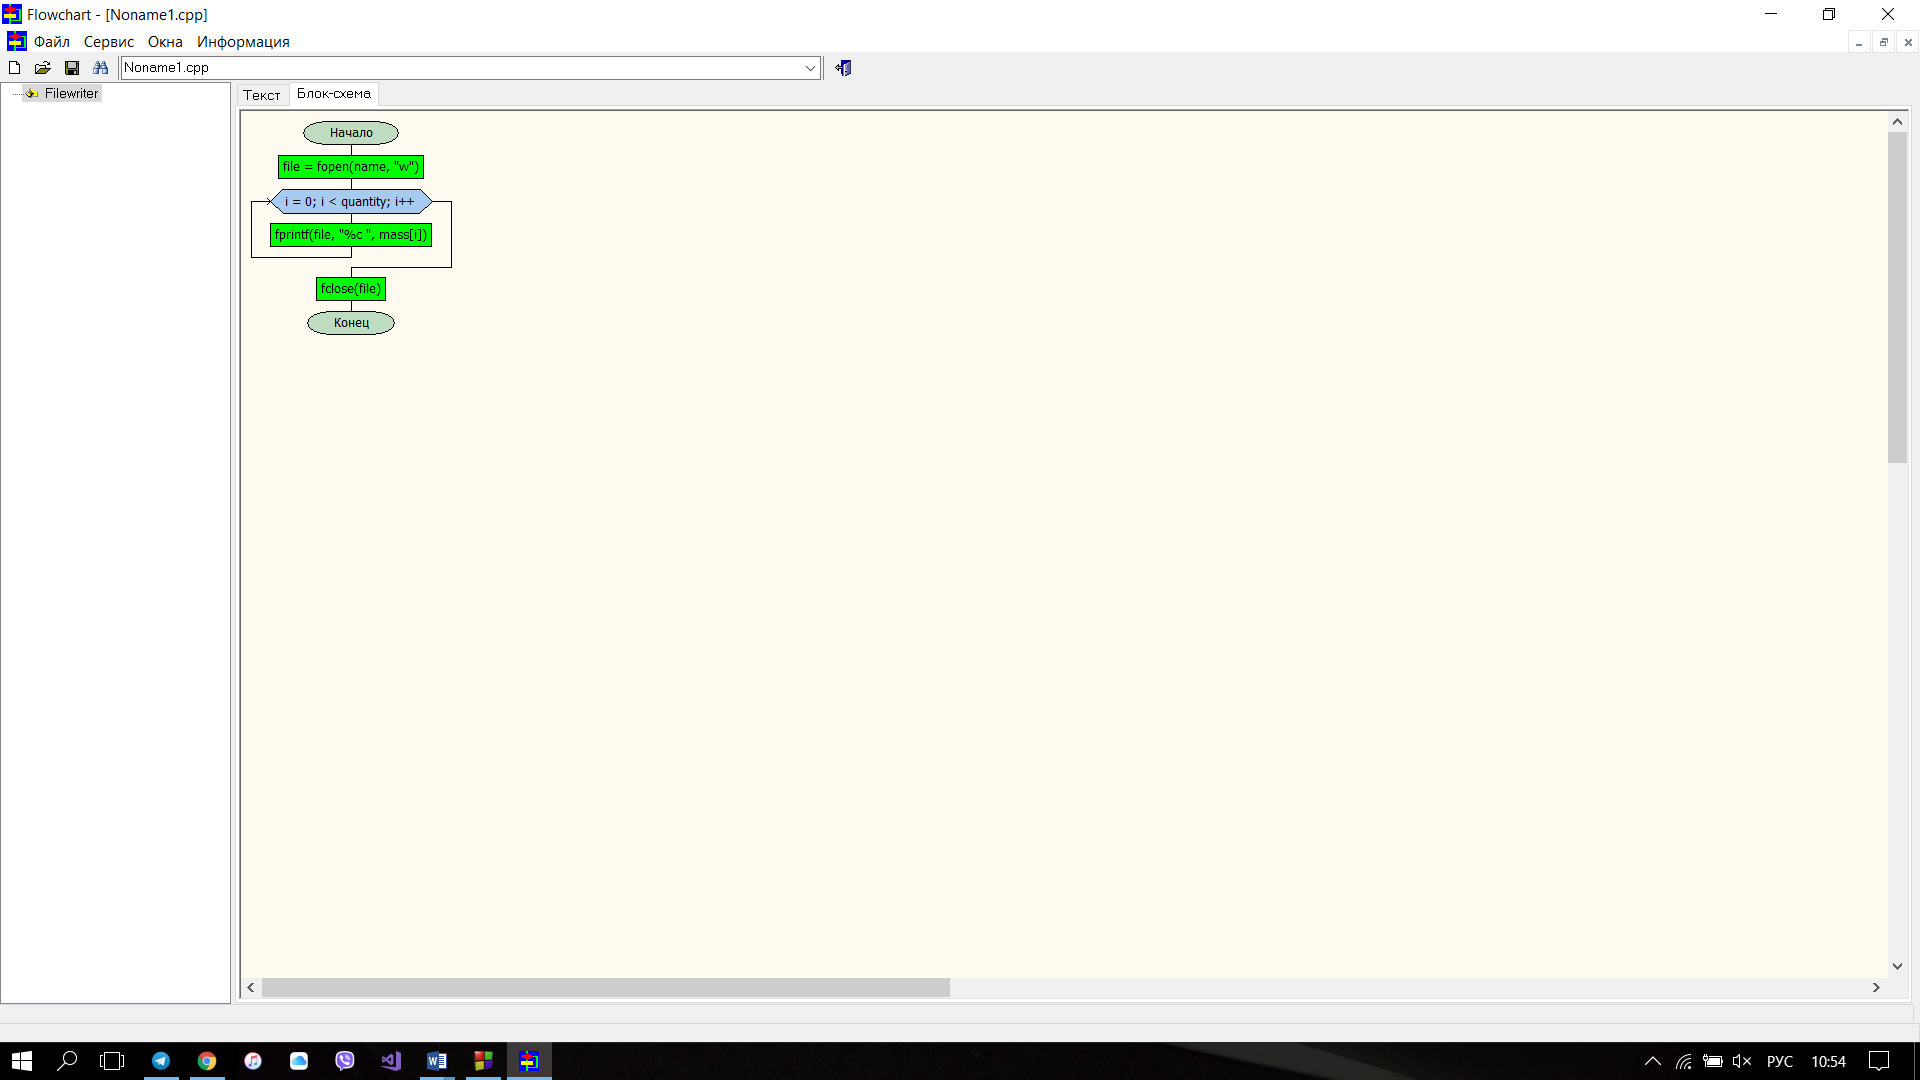 Flowchart - [Noname1.cpp]
Файл Сервис Окна Информация
Noname1.cpp
Filewriter
Текст Блок-схема
Начало
file = fopen(name, "w")
i = 0; i < quantity; i++
fprintf(file, "%c ", mass[i])
fclose(file)
Конец
РУС 10:54